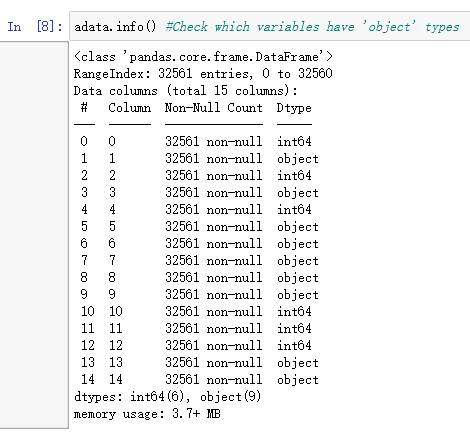 In [8]: adata.info() #Check which variables have 'object' types
<class 'pandas.core.frame.DataFrame'>
RangeIndex: 32561 entries, 0 to 32560
Data columns (total 15 columns):
 #   Column  Non-Null Count  Dtype
---  ------  --------------  -----
 0   0       32561 non-null  int64
 1   1       32561 non-null  object
 2   2       32561 non-null  int64
 3   3       32561 non-null  object
 4   4       32561 non-null  int64
 5   5       32561 non-null  object
 6   6       32561 non-null  object
 7   7       32561 non-null  object
 8   8       32561 non-null  object
 9   9       32561 non-null  object
 10  10      32561 non-null  int64
 11  11      32561 non-null  int64
 12  12      32561 non-null  int64
 13  13      32561 non-null  object
 14  14      32561 non-null  object
dtypes: int64(6), object(9)
memory usage: 3.7+ MB